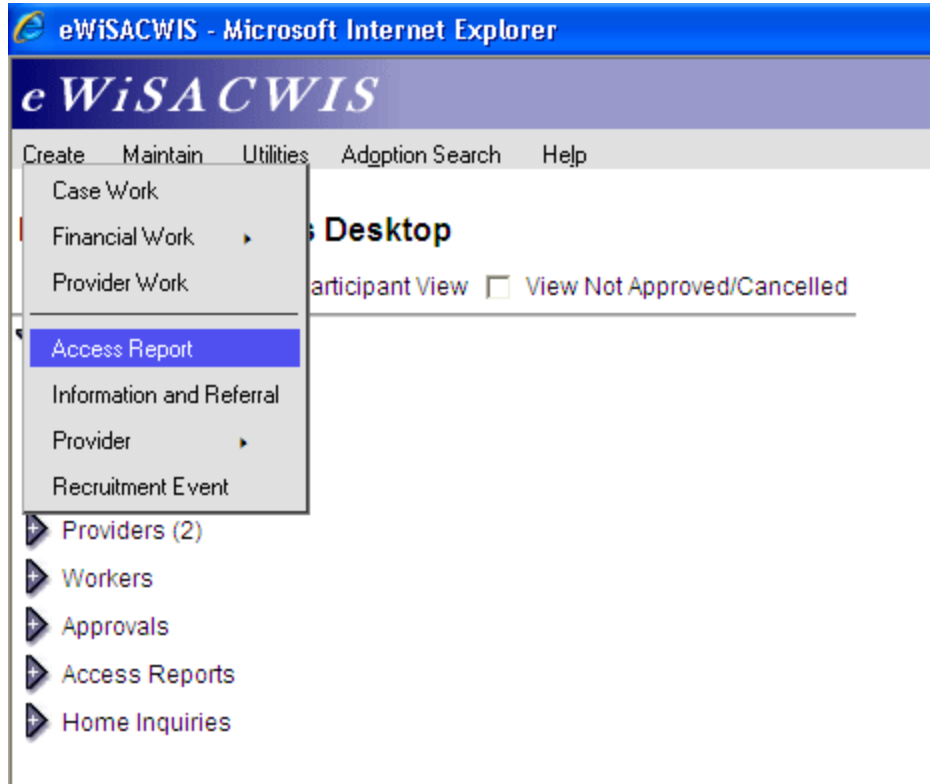 eWiSACWIS - Microsoft Internet Explorer
e WiSACWIS
Create Maintain Utilities Adoption Search Help
Case Work
Financial Work Desktop
Provider Work articipant View View Not Approved/Cancelled
Access Report
Information and Referral
Provider
Recruitment Event
Providers (2)
Workers
Approvals
Access Reports
Home Inquiries